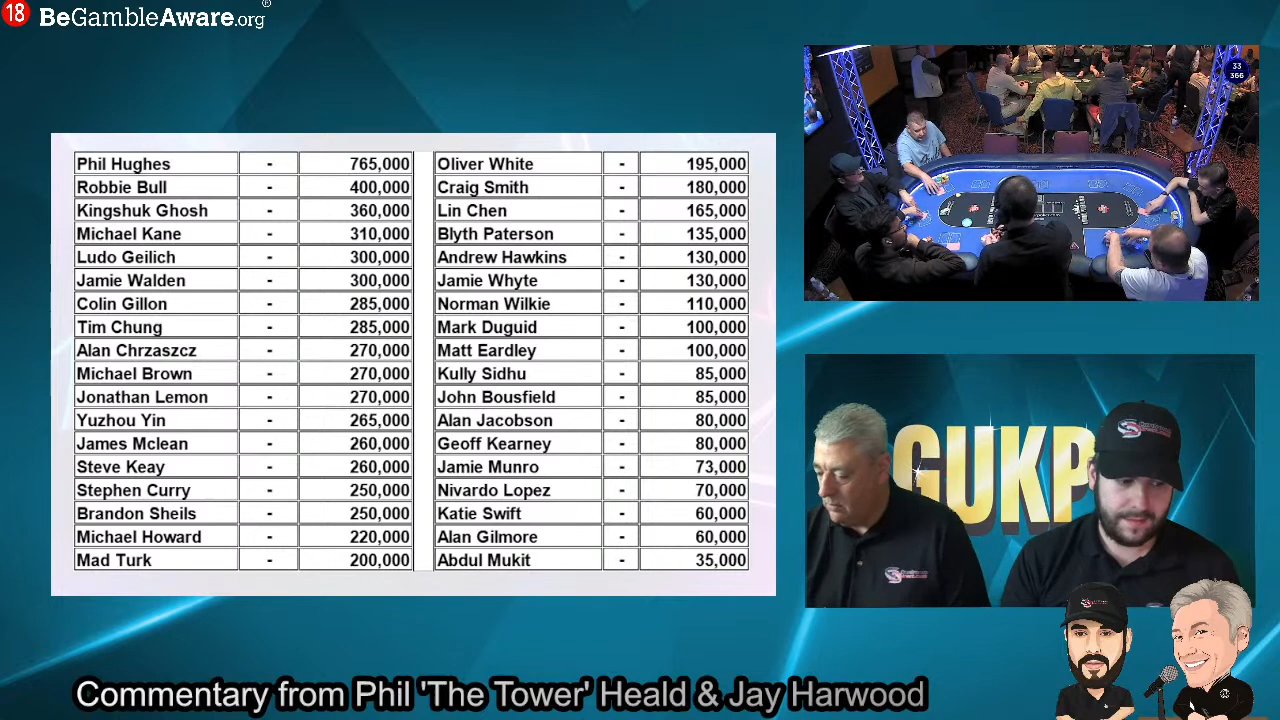 18 BeGambleAware.org®
33
366
Phil Hughes - 765,000
Robbie Bull - 400,000
Kingshuk Ghosh - 360,000
Michael Kane - 310,000
Ludo Geilich - 300,000
Jamie Walden - 300,000
Colin Gillon - 285,000
Tim Chung - 285,000
Alan Chrzaszcz - 270,000
Michael Brown - 270,000
Jonathan Lemon - 270,000
Yuzhou Yin - 265,000
James Mclean - 260,000
Steve Keay - 260,000
Stephen Curry - 250,000
Brandon Sheils - 250,000
Michael Howard - 220,000
Mad Turk - 200,000
Oliver White - 195,000
Craig Smith - 180,000
Lin Chen - 165,000
Blyth Paterson - 135,000
Andrew Hawkins - 130,000
Jamie Whyte - 130,000
Norman Wilkie - 110,000
Mark Duguid - 100,000
Matt Eardley - 100,000
Kully Sidhu - 85,000
John Bousfield - 85,000
Alan Jacobson - 80,000
Geoff Kearney - 80,000
Jamie Munro - 73,000
Nivardo Lopez - 70,000
Katie Swift - 60,000
Alan Gilmore - 60,000
Abdul Mukit - 35,000
GUKP
Commentary from Phil 'The Tower' Heald & Jay Harwood